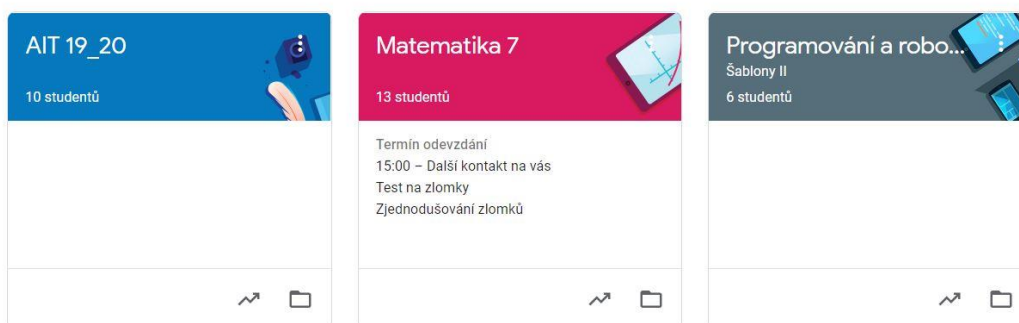 AIT 19_20
10 studentů
Matematika 7
13 studentů
Termín odevzdání
15:00 – Další kontakt na vás
Test na zlomky
Zjednodušování zlomků
Programování a robo...
Šablony II
6 studentů